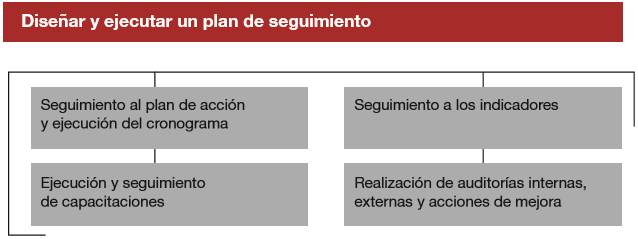 Diseñar y ejecutar un plan de seguimiento
Seguimiento al plan de acción
y ejecución del cronograma
Seguimiento a los indicadores
Ejecución y seguimiento
de capacitaciones
Realización de auditorías internas,
externas y acciones de mejora